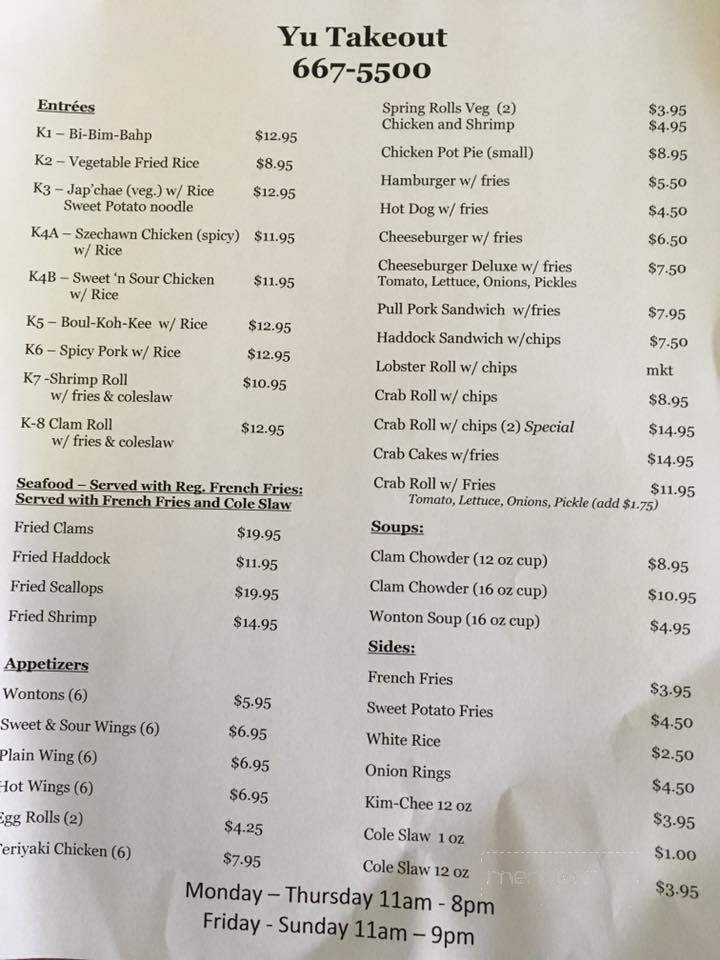 Yu Takeout
667-5500
Entrées
K1 – Bi-Bim-Bahp $12.95
K2 – Vegetable Fried Rice $8.95
K3 – Jap'chae (veg.) w/ Rice $12.95
Sweet Potato noodle
K4A – Szechawn Chicken (spicy) $11.95
w/ Rice
K4B – Sweet 'n Sour Chicken $11.95
w/ Rice
K5 – Boul-Koh-Kee w/ Rice $12.95
K6 – Spicy Pork w/ Rice $12.95
K7 -Shrimp Roll $10.95
w/ fries & coleslaw
K-8 Clam Roll $12.95
w/ fries & coleslaw
Seafood – Served with Reg. French Fries:
Served with French Fries and Cole Slaw
Fried Clams $19.95
Fried Haddock $11.95
Fried Scallops $19.95
Fried Shrimp $14.95
Appetizers
Wontons (6) $5.95
Sweet & Sour Wings (6) $6.95
Plain Wing (6) $6.95
Hot Wings (6) $6.95
Egg Rolls (2) $4.25
Teriyaki Chicken (6) $7.95
Spring Rolls Veg (2) $3.95
Chicken and Shrimp $4.95
Chicken Pot Pie (small) $8.95
Hamburger w/ fries $5.50
Hot Dog w/ fries $4.50
Cheeseburger w/ fries $6.50
Cheeseburger Deluxe w/ fries $7.50
Tomato, Lettuce, Onions, Pickles
Pull Pork Sandwich w/fries $7.95
Haddock Sandwich w/chips $7.50
Lobster Roll w/ chips mkt
Crab Roll w/ chips $8.95
Crab Roll w/ chips (2) Special $14.95
Crab Cakes w/fries $14.95
Crab Roll w/ Fries $11.95
Tomato, Lettuce, Onions, Pickle (add $1.75)
Soups:
Clam Chowder (12 oz cup) $8.95
Clam Chowder (16 oz cup) $10.95
Wonton Soup (16 oz cup) $4.95
Sides:
French Fries $3.95
Sweet Potato Fries $4.50
White Rice $2.50
Onion Rings $4.50
Kim-Chee 12 oz $3.95
Cole Slaw 1 oz $1.00
Cole Slaw 12 oz $3.95
Monday – Thursday 11am - 8pm
Friday - Sunday 11am – 9pm